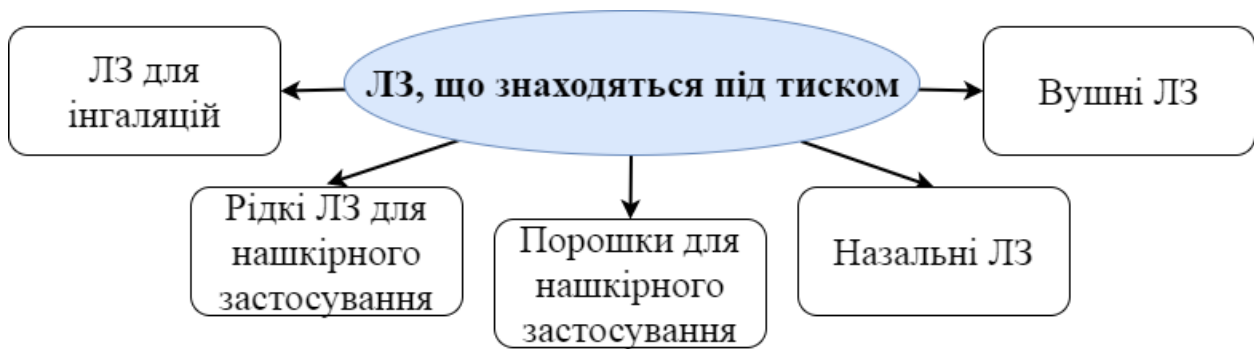 ЛЗ, що знаходяться під тиском
ЛЗ для
інгаляцій
Рідкі ЛЗ для
нашкірного
застосування
Порошки для
нашкірного
застосування
Назальні ЛЗ
Вушні ЛЗ